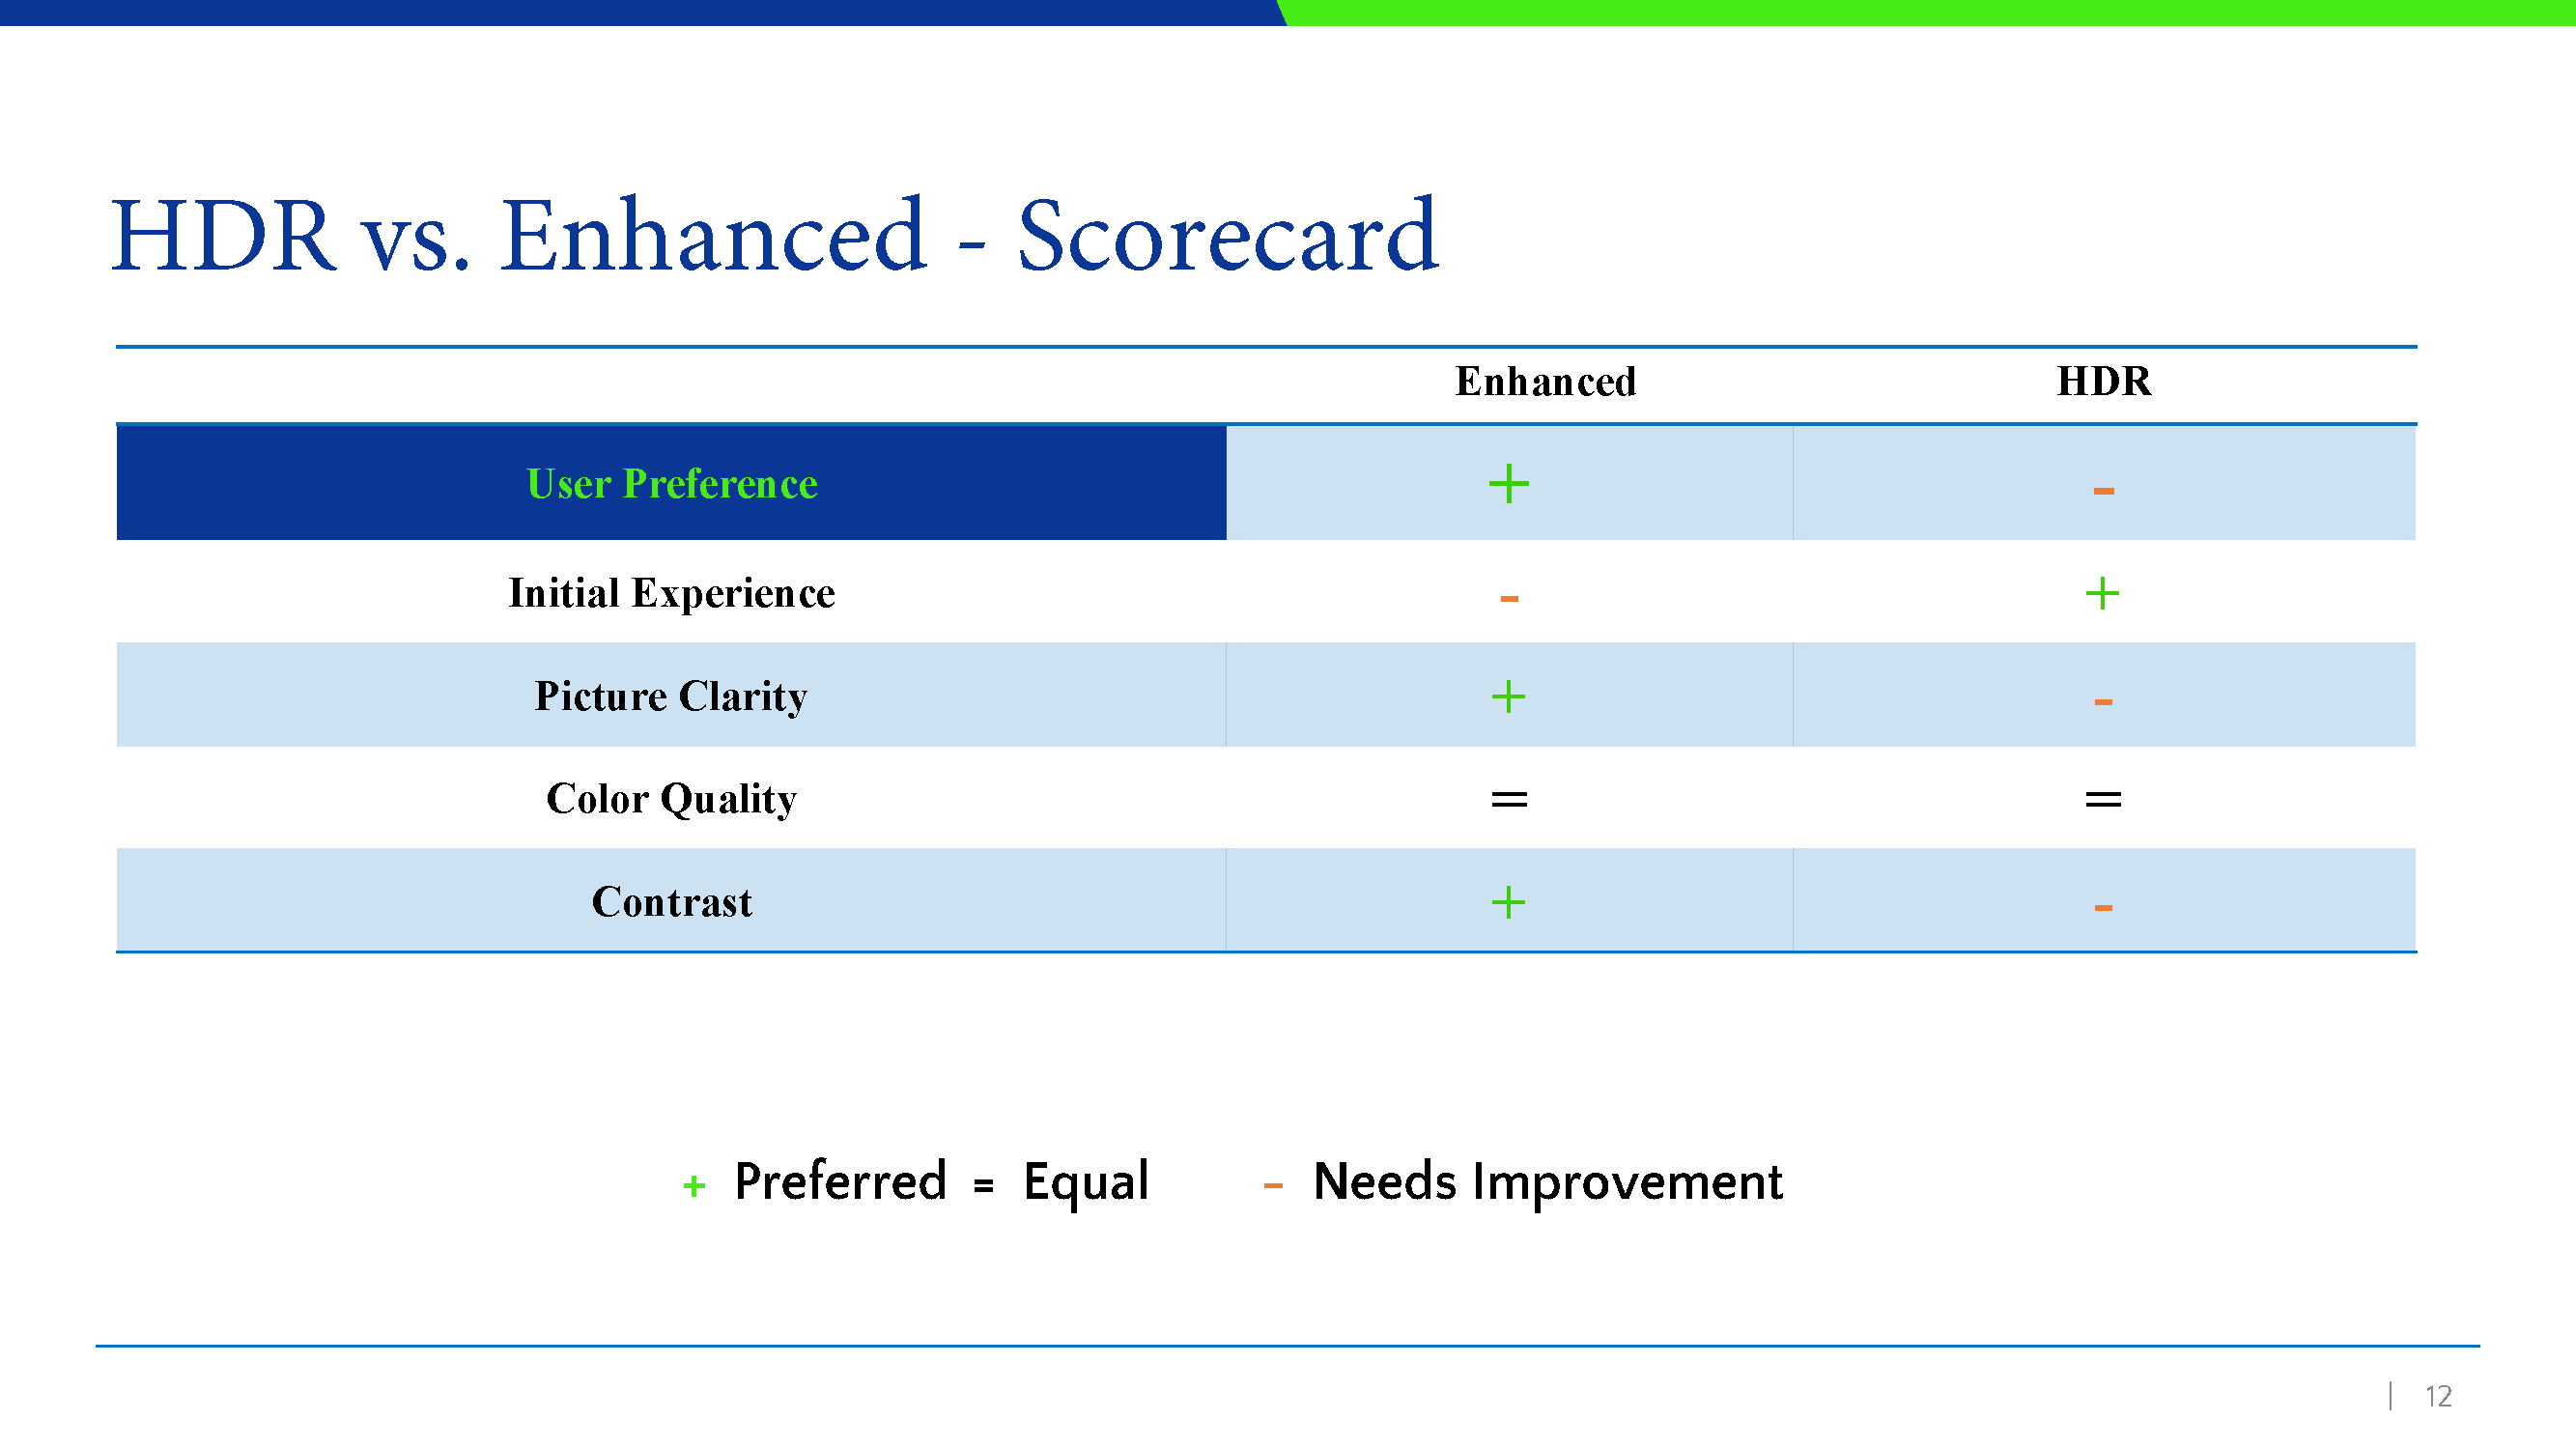 HDR vs. Enhanced - Scorecard
Enhanced HDR
User Preference + -
Initial Experience - +
Picture Clarity + -
Color Quality = =
Contrast + -
+ Preferred = Equal - Needs Improvement
| 12